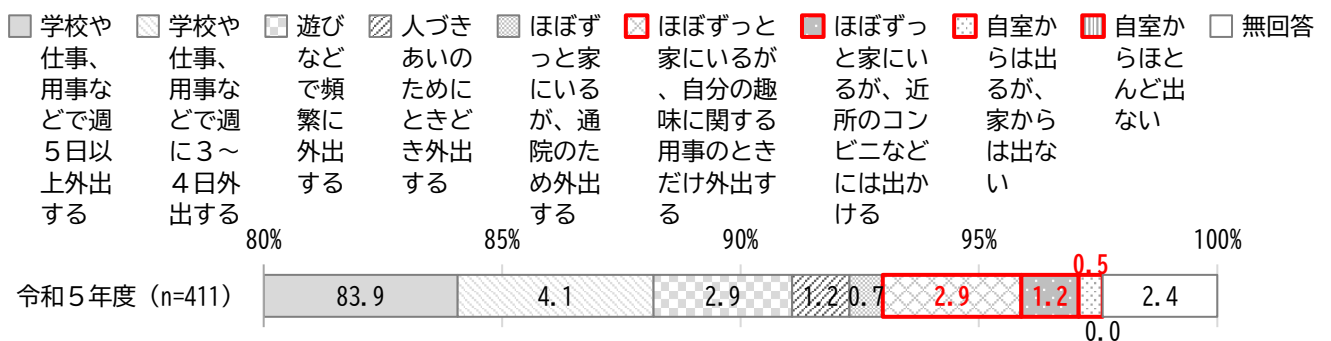 学校や
仕事、
用事な
どで週
５日以
上外出
する
学校や
仕事、
用事な
どで週
に３～
４日外
出する
遊び
など
で頻
繁に
外出
する
人づき
あいの
ために
ときど
き外出
する
ほぼず
っと家
にいる
が、通
院のた
め外出
する
ほぼずっと
家にいるが
、自分の趣
味に関する
用事のとき
だけ外出す
る
ほぼずっ
と家にい
るが、近
所のコン
ビニなど
には出か
ける
自室か
らは出
るが、
家から
は出な
い
自室か
らほと
んど出
ない
無回答
80% 85% 90% 95% 100%
令和５年度（n=411） 83.9 4.1 2.9 1.2 0.7 2.9 1.2 0.5 0.0 2.4